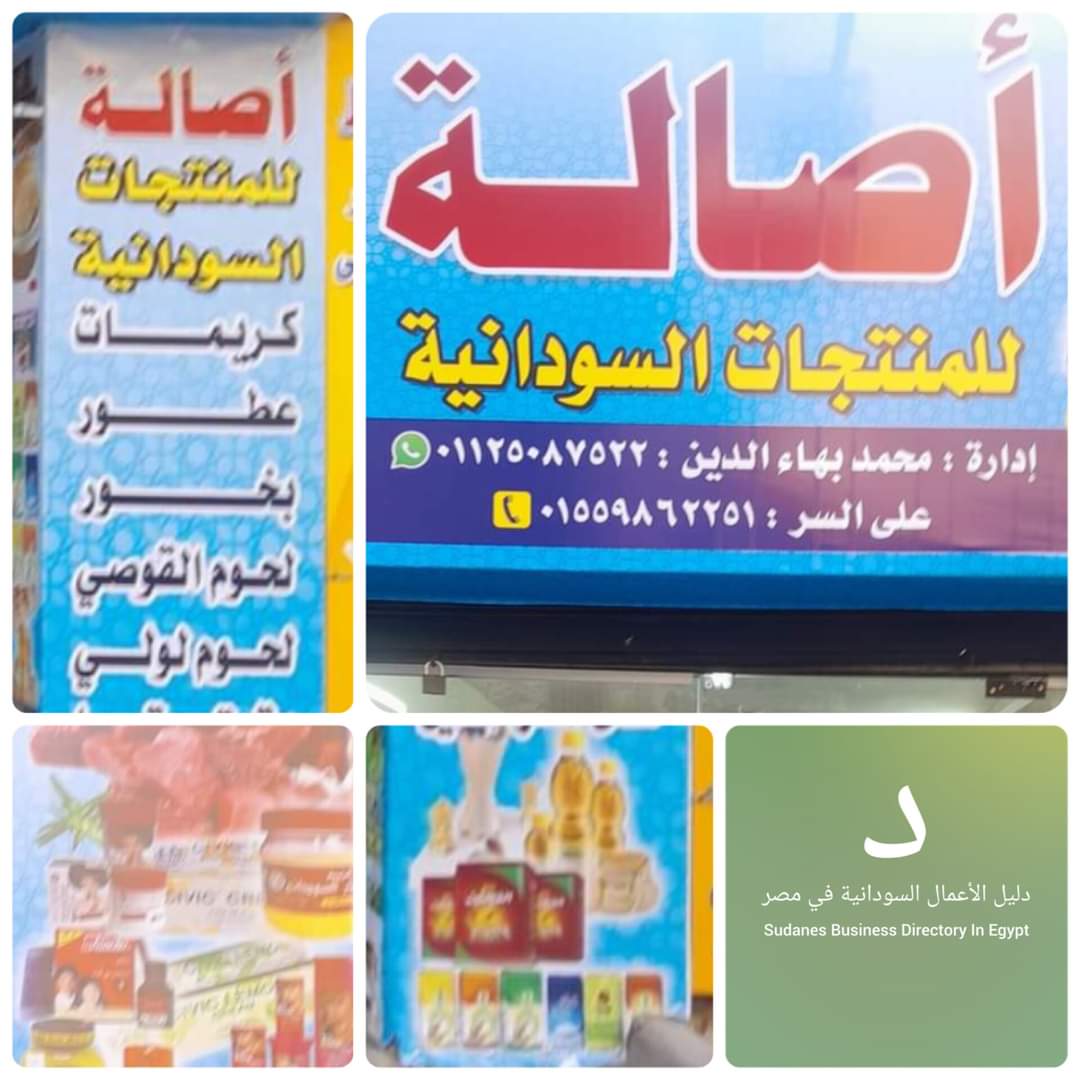 أصالة
للمنتجات
السودانية
كريمات
عطور
بخور
لحوم القوصي
لحوم لولي
أصالة
للمنتجات السودانية
إدارة : محمد بهاء الدين : ٠١١٢٥٠٨٧٥٢٢
على السر : ٠١٥٥٩٨٦٢٢٥١
د
دليل الأعمال السودانية في مصر
Sudanes Business Directory In Egypt